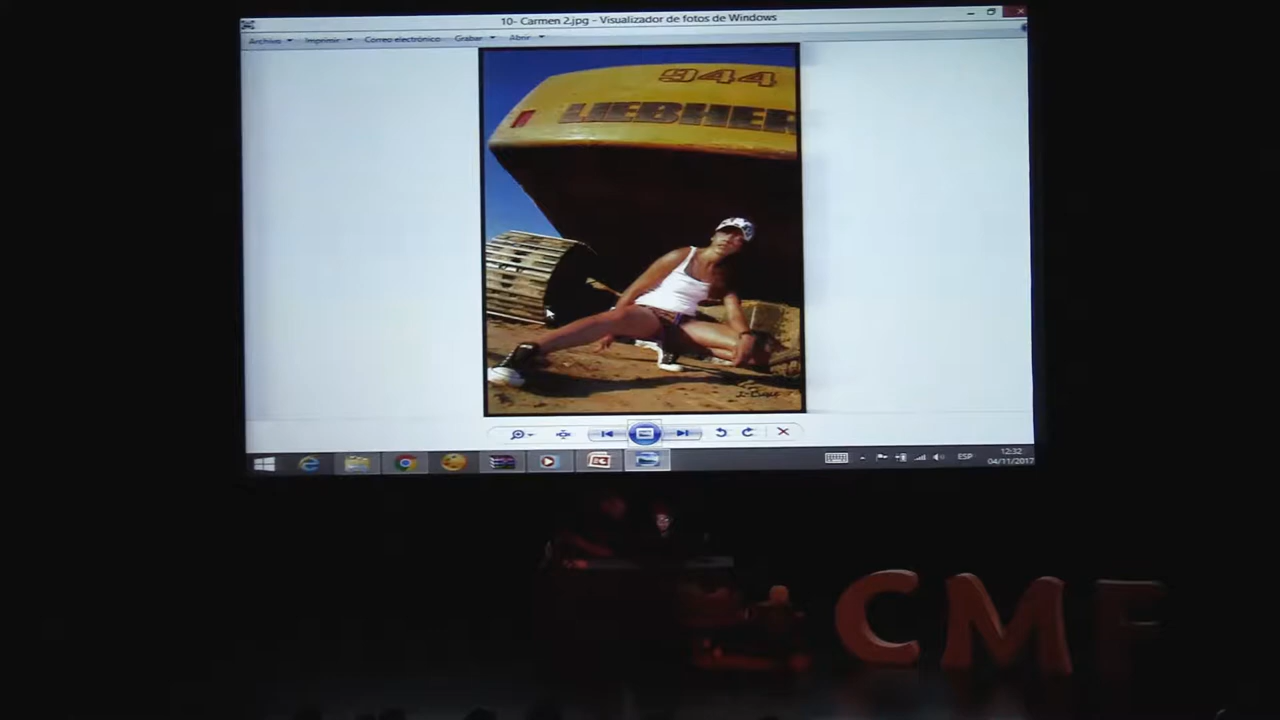 10- Carmen 2.jpg - Visualizador de fotos de Windows
Archivo Imprimir Correo electrónico Grabar Abrir
944
LIEBHER
ESP
12:32
04/11/2017
CMF